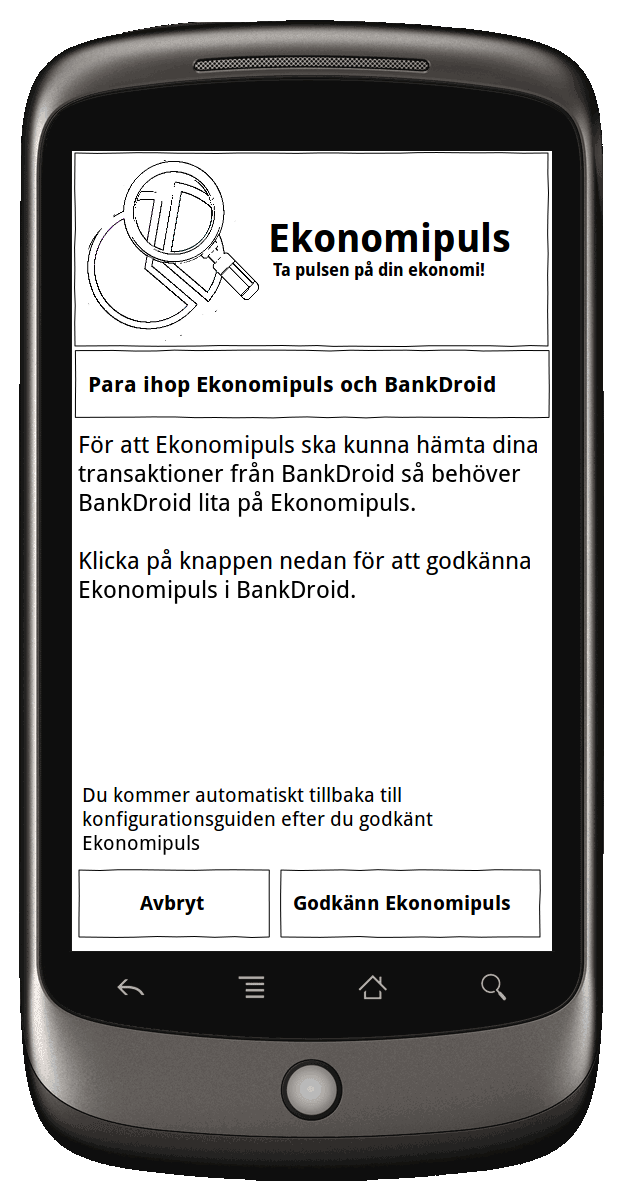 Ekonomipuls
Ta pulsen på din ekonomi!
Para ihop Ekonomipuls och BankDroid
För att Ekonomipuls ska kunna hämta dina
transaktioner från BankDroid så behöver
BankDroid lita på Ekonomipuls.
Klicka på knappen nedan för att godkänna
Ekonomipuls i BankDroid.
Du kommer automatiskt tillbaka till
konfigurationsguiden efter du godkänt
Ekonomipuls
Avbryt
Godkänn Ekonomipuls